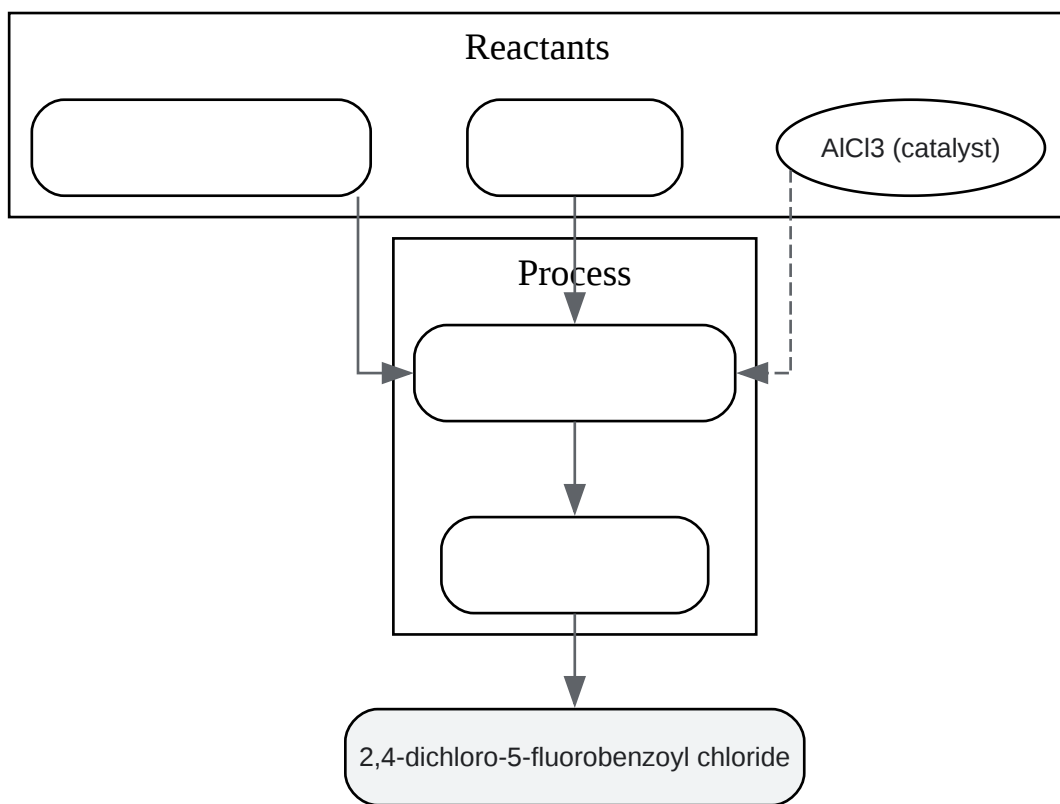 Reactants
AlCl3 (catalyst)
Process
2,4-dichloro-5-fluorobenzoyl chloride